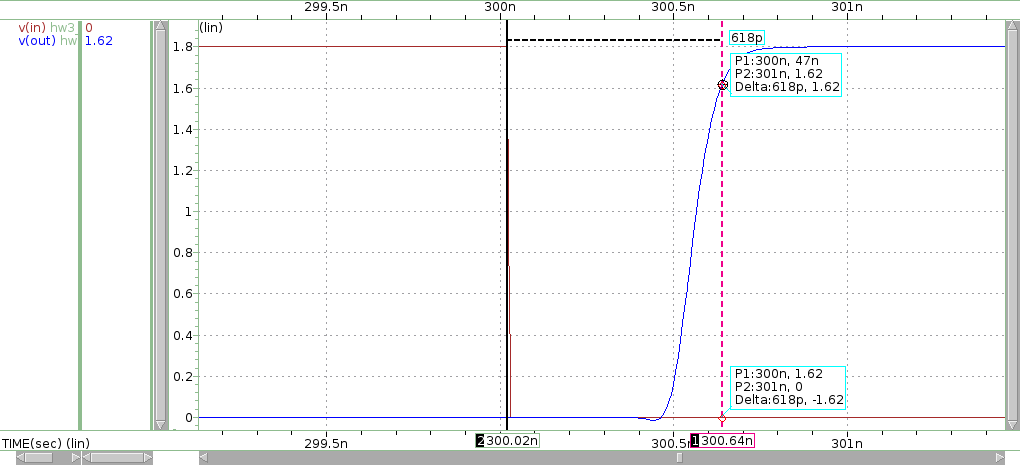 299.5n 300n 300.5n 301n
v(in) hw3_ 0
v(out) hw 1.62
(lin)
618p
1.8
P1:300n, 47n
P2:301n, 1.62
Delta:618p, 1.62
1.6
1.4
1.2
1
0.8
0.6
0.4
0.2
P1:300n, 1.62
P2:301n, 0
Delta:618p, -1.62
0
TIME(sec) (lin)
299.5n 2 300.02n 300.5n 1 300.64n 301n